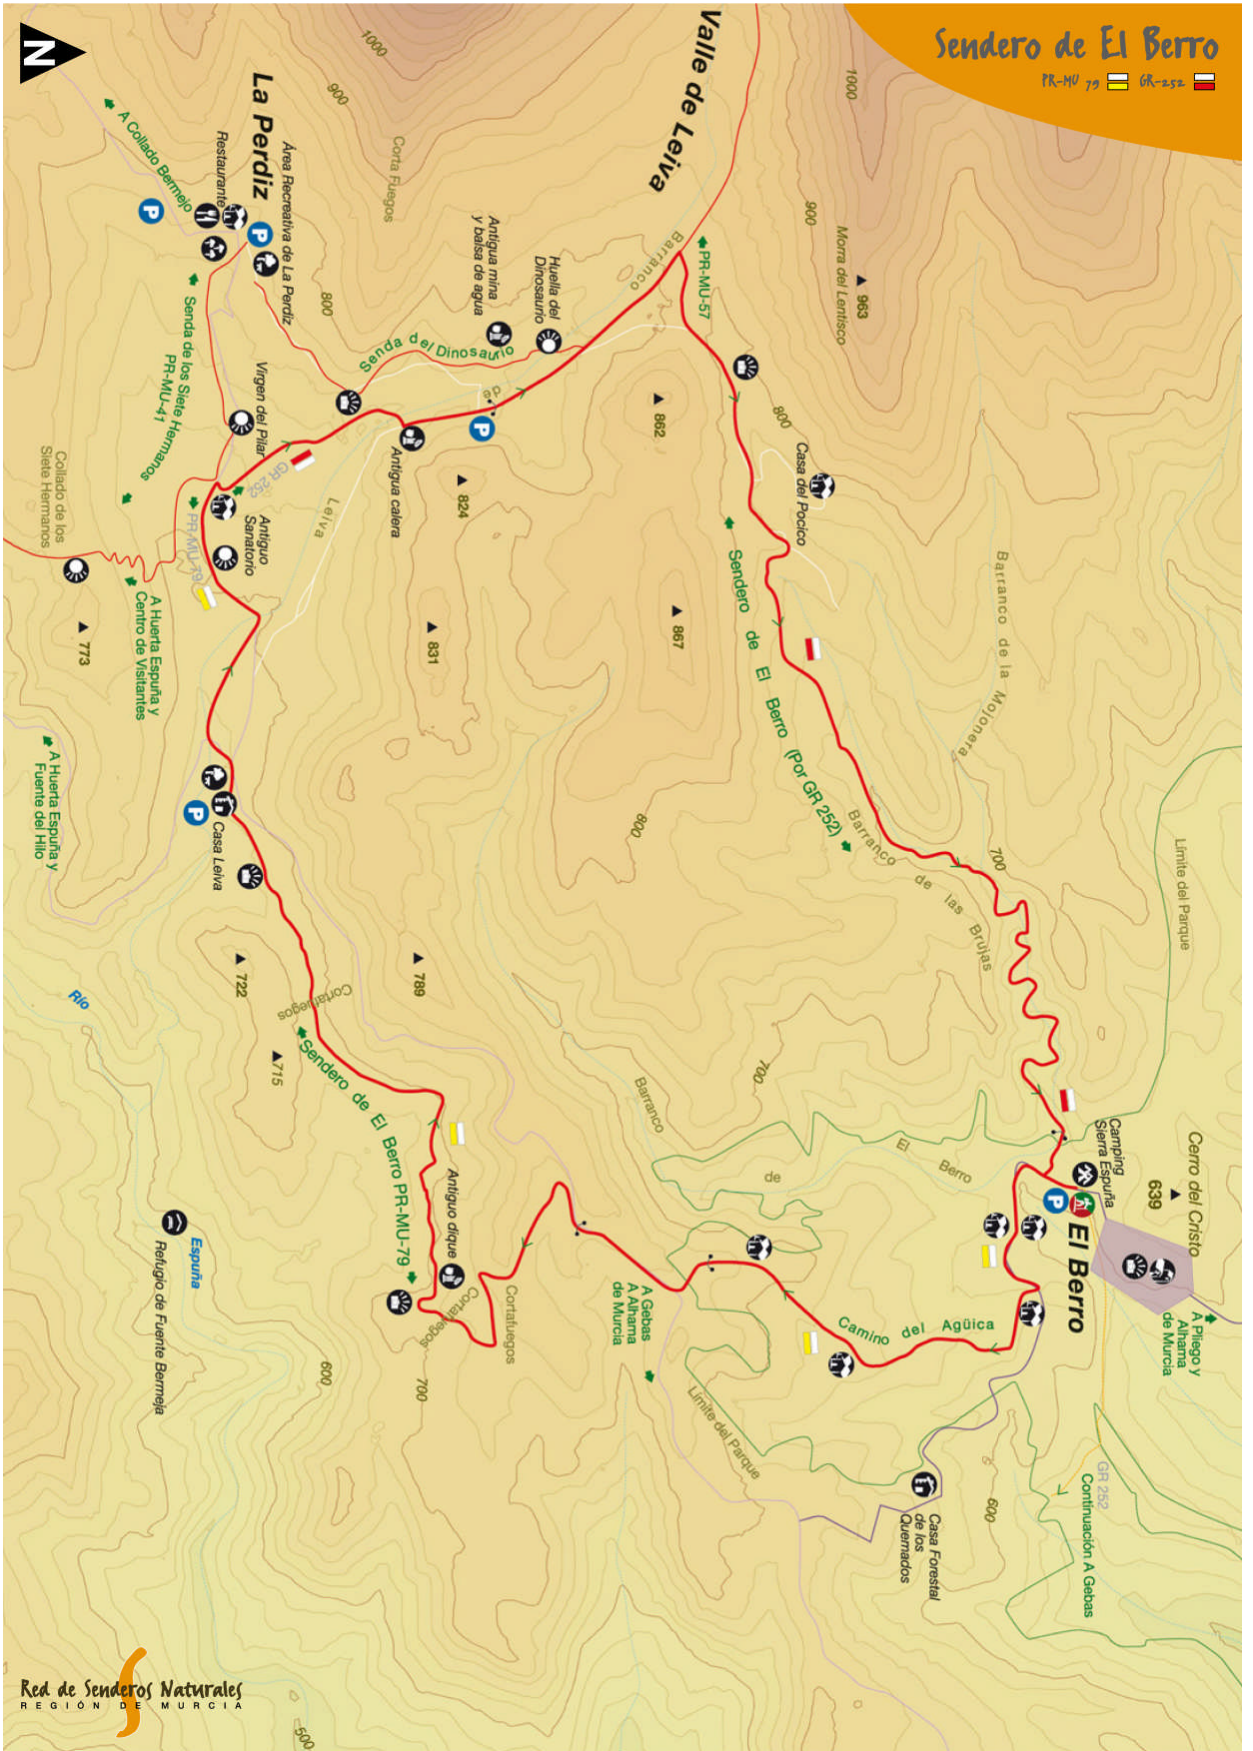 Sendero de El Berro
PR-MU 79
GR-252
N
Valle de Leiva
La Perdiz
Área Recreativa de La Perdiz
Restaurante
A Collado Bermejo
Corta Fuegos
1000
900
1000
900
Morra del Lentisco
963
Antigua mina
y balsa de agua
Huella del
Dinosaurio
Barranco
de
Leiva
PR-MU-57
800
Senda del Dinosaurio
Senda de los Siete Hermanos
PR-MU-41
Virgen del Pilar
GR 252
Antigua calera
862
824
800
Casa del Pocico
Collado de los
Siete Hermanos
PR-MU-79
Antiguo
Sanatorio
A Huerta Espuña y
Centro de Visitantes
773
831
867
Sendero de El Berro (Por GR 252)
Barranco de la Mojonera
A Huerta Espuña y
Fuente del Hilo
P
P
P
P
P
Casa Leiva
800
Barranco de las Brujas
700
Límite del Parque
722
789
Río
Cortafuegos
715
Sendero de El Berro PR-MU-79
700
Barranco
de
El Berro
Camping
Sierra Espuña
Cerro del Cristo
639
El Berro
Antiguo dique
Espuña
Refugio de Fuente Bermeja
Cortafuegos
Cortafuegos
A Gebas
A Alhama
de Murcia
Camino del Agüica
A Pliego y
Alhama
de Murcia
600
700
Límite del Parque
GR 252
Continuación A Gebas
600
Casa Forestal
de los
Quemados
500
Red de Senderos Naturales
REGIÓN DE MURCIA